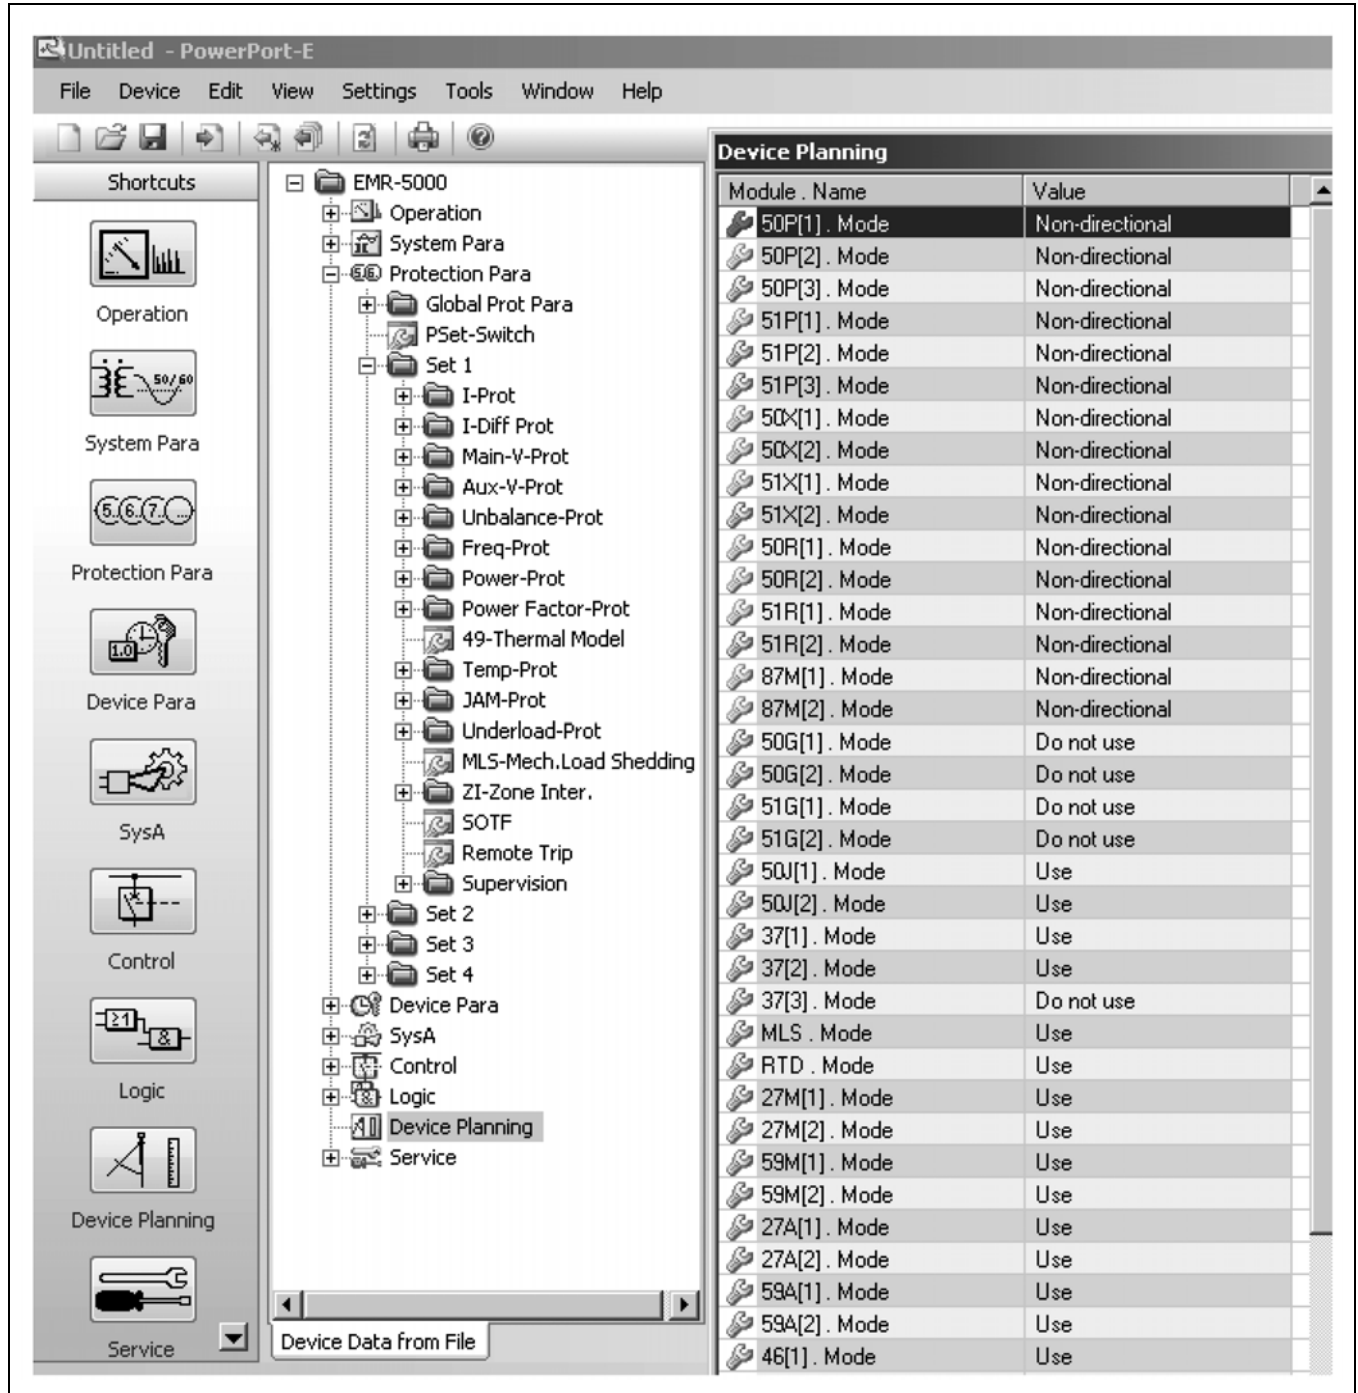 Untitled - PowerPort-E
File Device Edit View Settings Tools Window Help
Shortcuts
50/60
Operation
System Para
5. 6. 7. ...
Protection Para
1.0
Device Para
SysA
Control
≥1
&
Logic
Device Planning
Service
EMR-5000
Operation
System Para
Protection Para
Global Prot Para
PSet-Switch
Set 1
I-Prot
I-Diff Prot
Main-V-Prot
Aux-V-Prot
Unbalance-Prot
Freq-Prot
Power-Prot
Power Factor-Prot
49-Thermal Model
Temp-Prot
JAM-Prot
Underload-Prot
MLS-Mech.Load Shedding
ZI-Zone Inter.
SOTF
Remote Trip
Supervision
Set 2
Set 3
Set 4
Device Para
SysA
Control
Logic
Device Planning
Service
Device Data from File
Device Planning
Module . Name Value
50P[1] . Mode Non-directional
50P[2] . Mode Non-directional
50P[3] . Mode Non-directional
51P[1] . Mode Non-directional
51P[2] . Mode Non-directional
51P[3] . Mode Non-directional
50X[1] . Mode Non-directional
50X[2] . Mode Non-directional
51X[1] . Mode Non-directional
51X[2] . Mode Non-directional
50R[1] . Mode Non-directional
50R[2] . Mode Non-directional
51R[1] . Mode Non-directional
51R[2] . Mode Non-directional
87M[1] . Mode Non-directional
87M[2] . Mode Non-directional
50G[1] . Mode Do not use
50G[2] . Mode Do not use
51G[1] . Mode Do not use
51G[2] . Mode Do not use
50J[1] . Mode Use
50J[2] . Mode Use
37[1] . Mode Use
37[2] . Mode Use
37[3] . Mode Do not use
MLS . Mode Use
RTD . Mode Use
27M[1] . Mode Use
27M[2] . Mode Use
59M[1] . Mode Use
59M[2] . Mode Use
27A[1] . Mode Use
27A[2] . Mode Use
59A[1] . Mode Use
59A[2] . Mode Use
46[1] . Mode Use